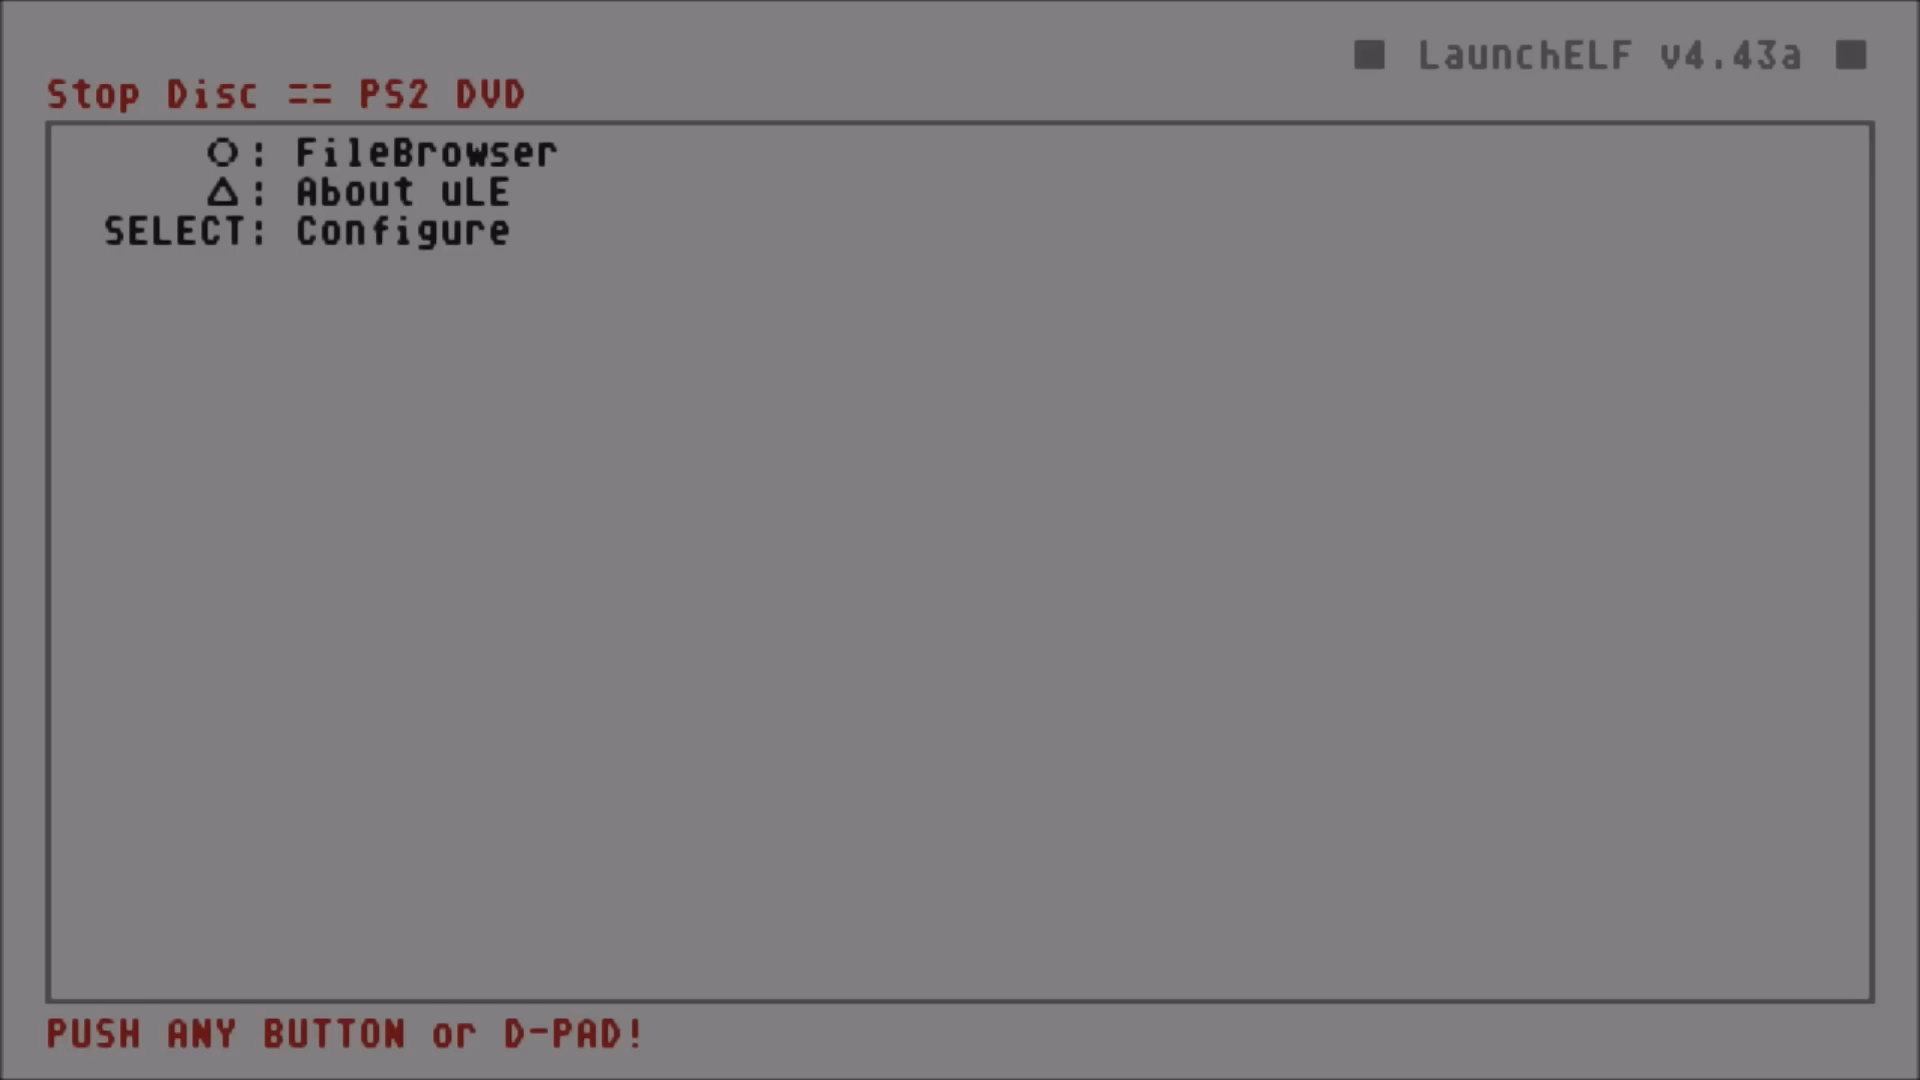 ■ LaunchELF v4.43a ■
Stop Disc == PS2 DVD
○: FileBrowser
△: About uLE
SELECT: Configure
PUSH ANY BUTTON or D-PAD!